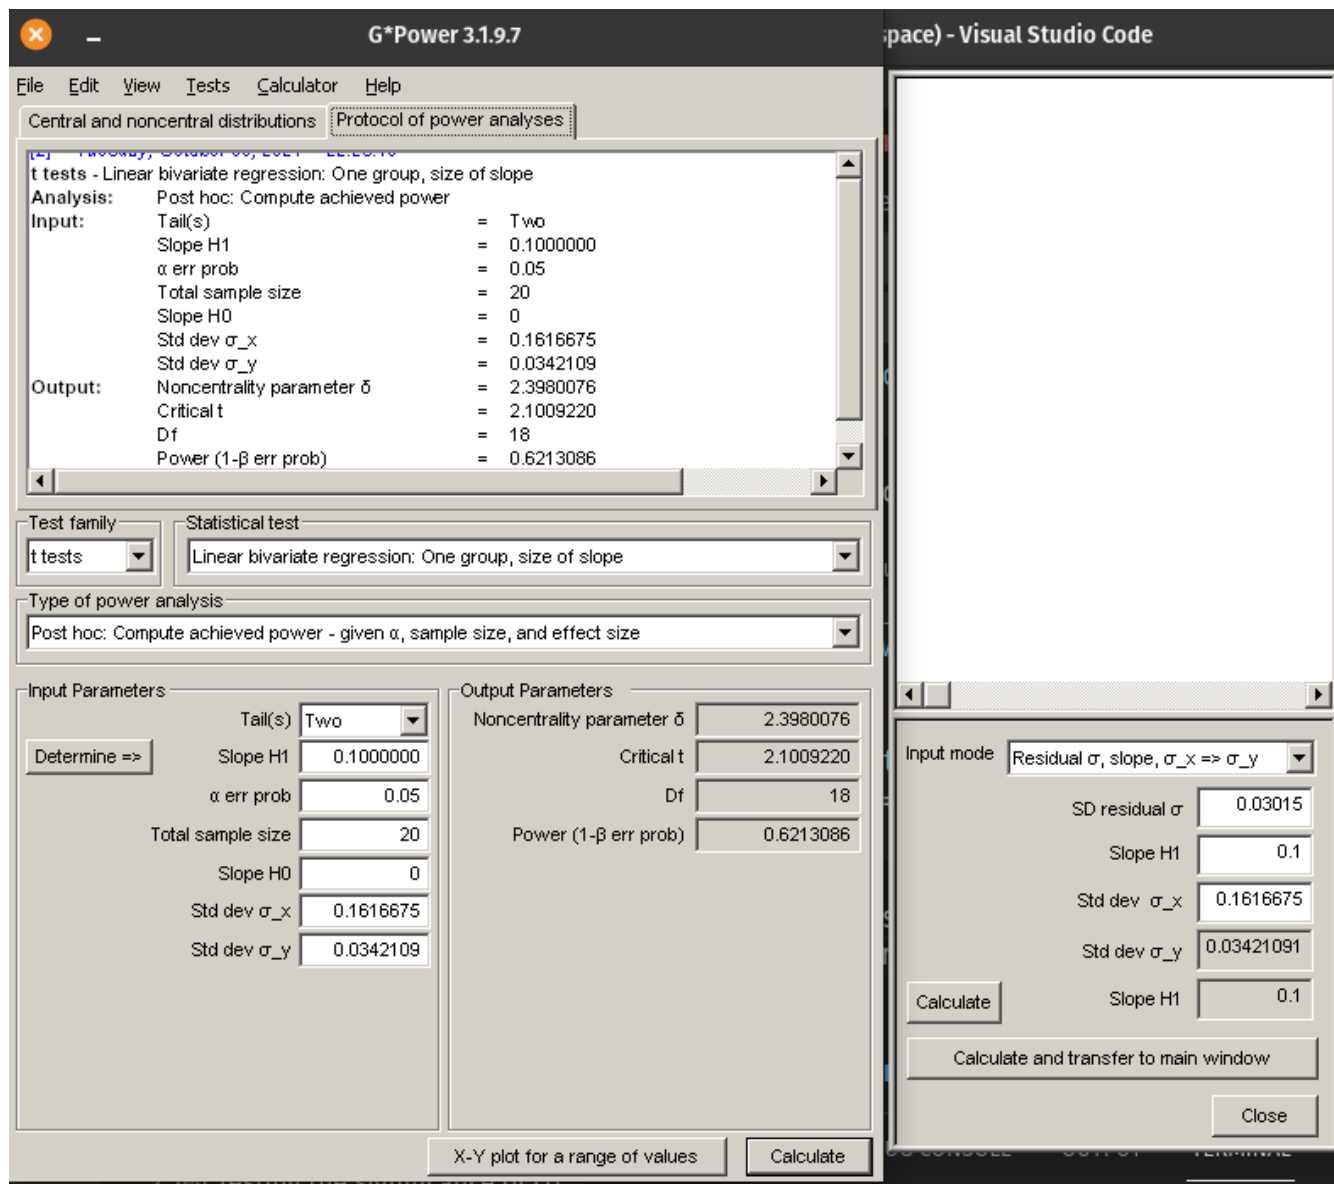 G*Power 3.1.9.7
space) - Visual Studio Code
File Edit View Tests Calculator Help
Central and noncentral distributions Protocol of power analyses
t tests - Linear bivariate regression: One group, size of slope
Analysis: Post hoc: Compute achieved power
Input: Tail(s) = Two
Slope H1 = 0.1000000
α err prob = 0.05
Total sample size = 20
Slope H0 = 0
Std dev σ_x = 0.1616675
Std dev σ_y = 0.0342109
Output: Noncentrality parameter δ = 2.3980076
Critical t = 2.1009220
Df = 18
Power (1-β err prob) = 0.6213086
Test family
t tests
Statistical test
Linear bivariate regression: One group, size of slope
Type of power analysis
Post hoc: Compute achieved power - given α, sample size, and effect size
Input Parameters
Tail(s) Two
Determine => Slope H1 0.1000000
α err prob 0.05
Total sample size 20
Slope H0 0
Std dev σ_x 0.1616675
Std dev σ_y 0.0342109
Output Parameters
Noncentrality parameter δ 2.3980076
Critical t 2.1009220
Df 18
Power (1-β err prob) 0.6213086
X-Y plot for a range of values Calculate
Input mode Residual σ, slope, σ_x => σ_y
SD residual σ 0.03015
Slope H1 0.1
Std dev σ_x 0.1616675
Std dev σ_y 0.03421091
Calculate Slope H1 0.1
Calculate and transfer to main window
Close